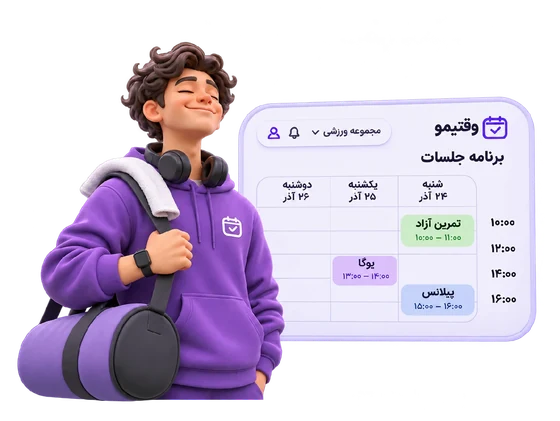 وقتیمو
مجموعه ورزشی
برنامه جلسات
شنبه
۲۴ آذر
یکشنبه
۲۵ آذر
دوشنبه
۲۶ آذر
۱۰:۰۰
تمرین آزاد
۱۰:۰۰ – ۱۱:۰۰
۱۲:۰۰
یوگا
۱۳:۰۰ – ۱۴:۰۰
۱۴:۰۰
پیلاتس
۱۵:۰۰ – ۱۶:۰۰
۱۶:۰۰